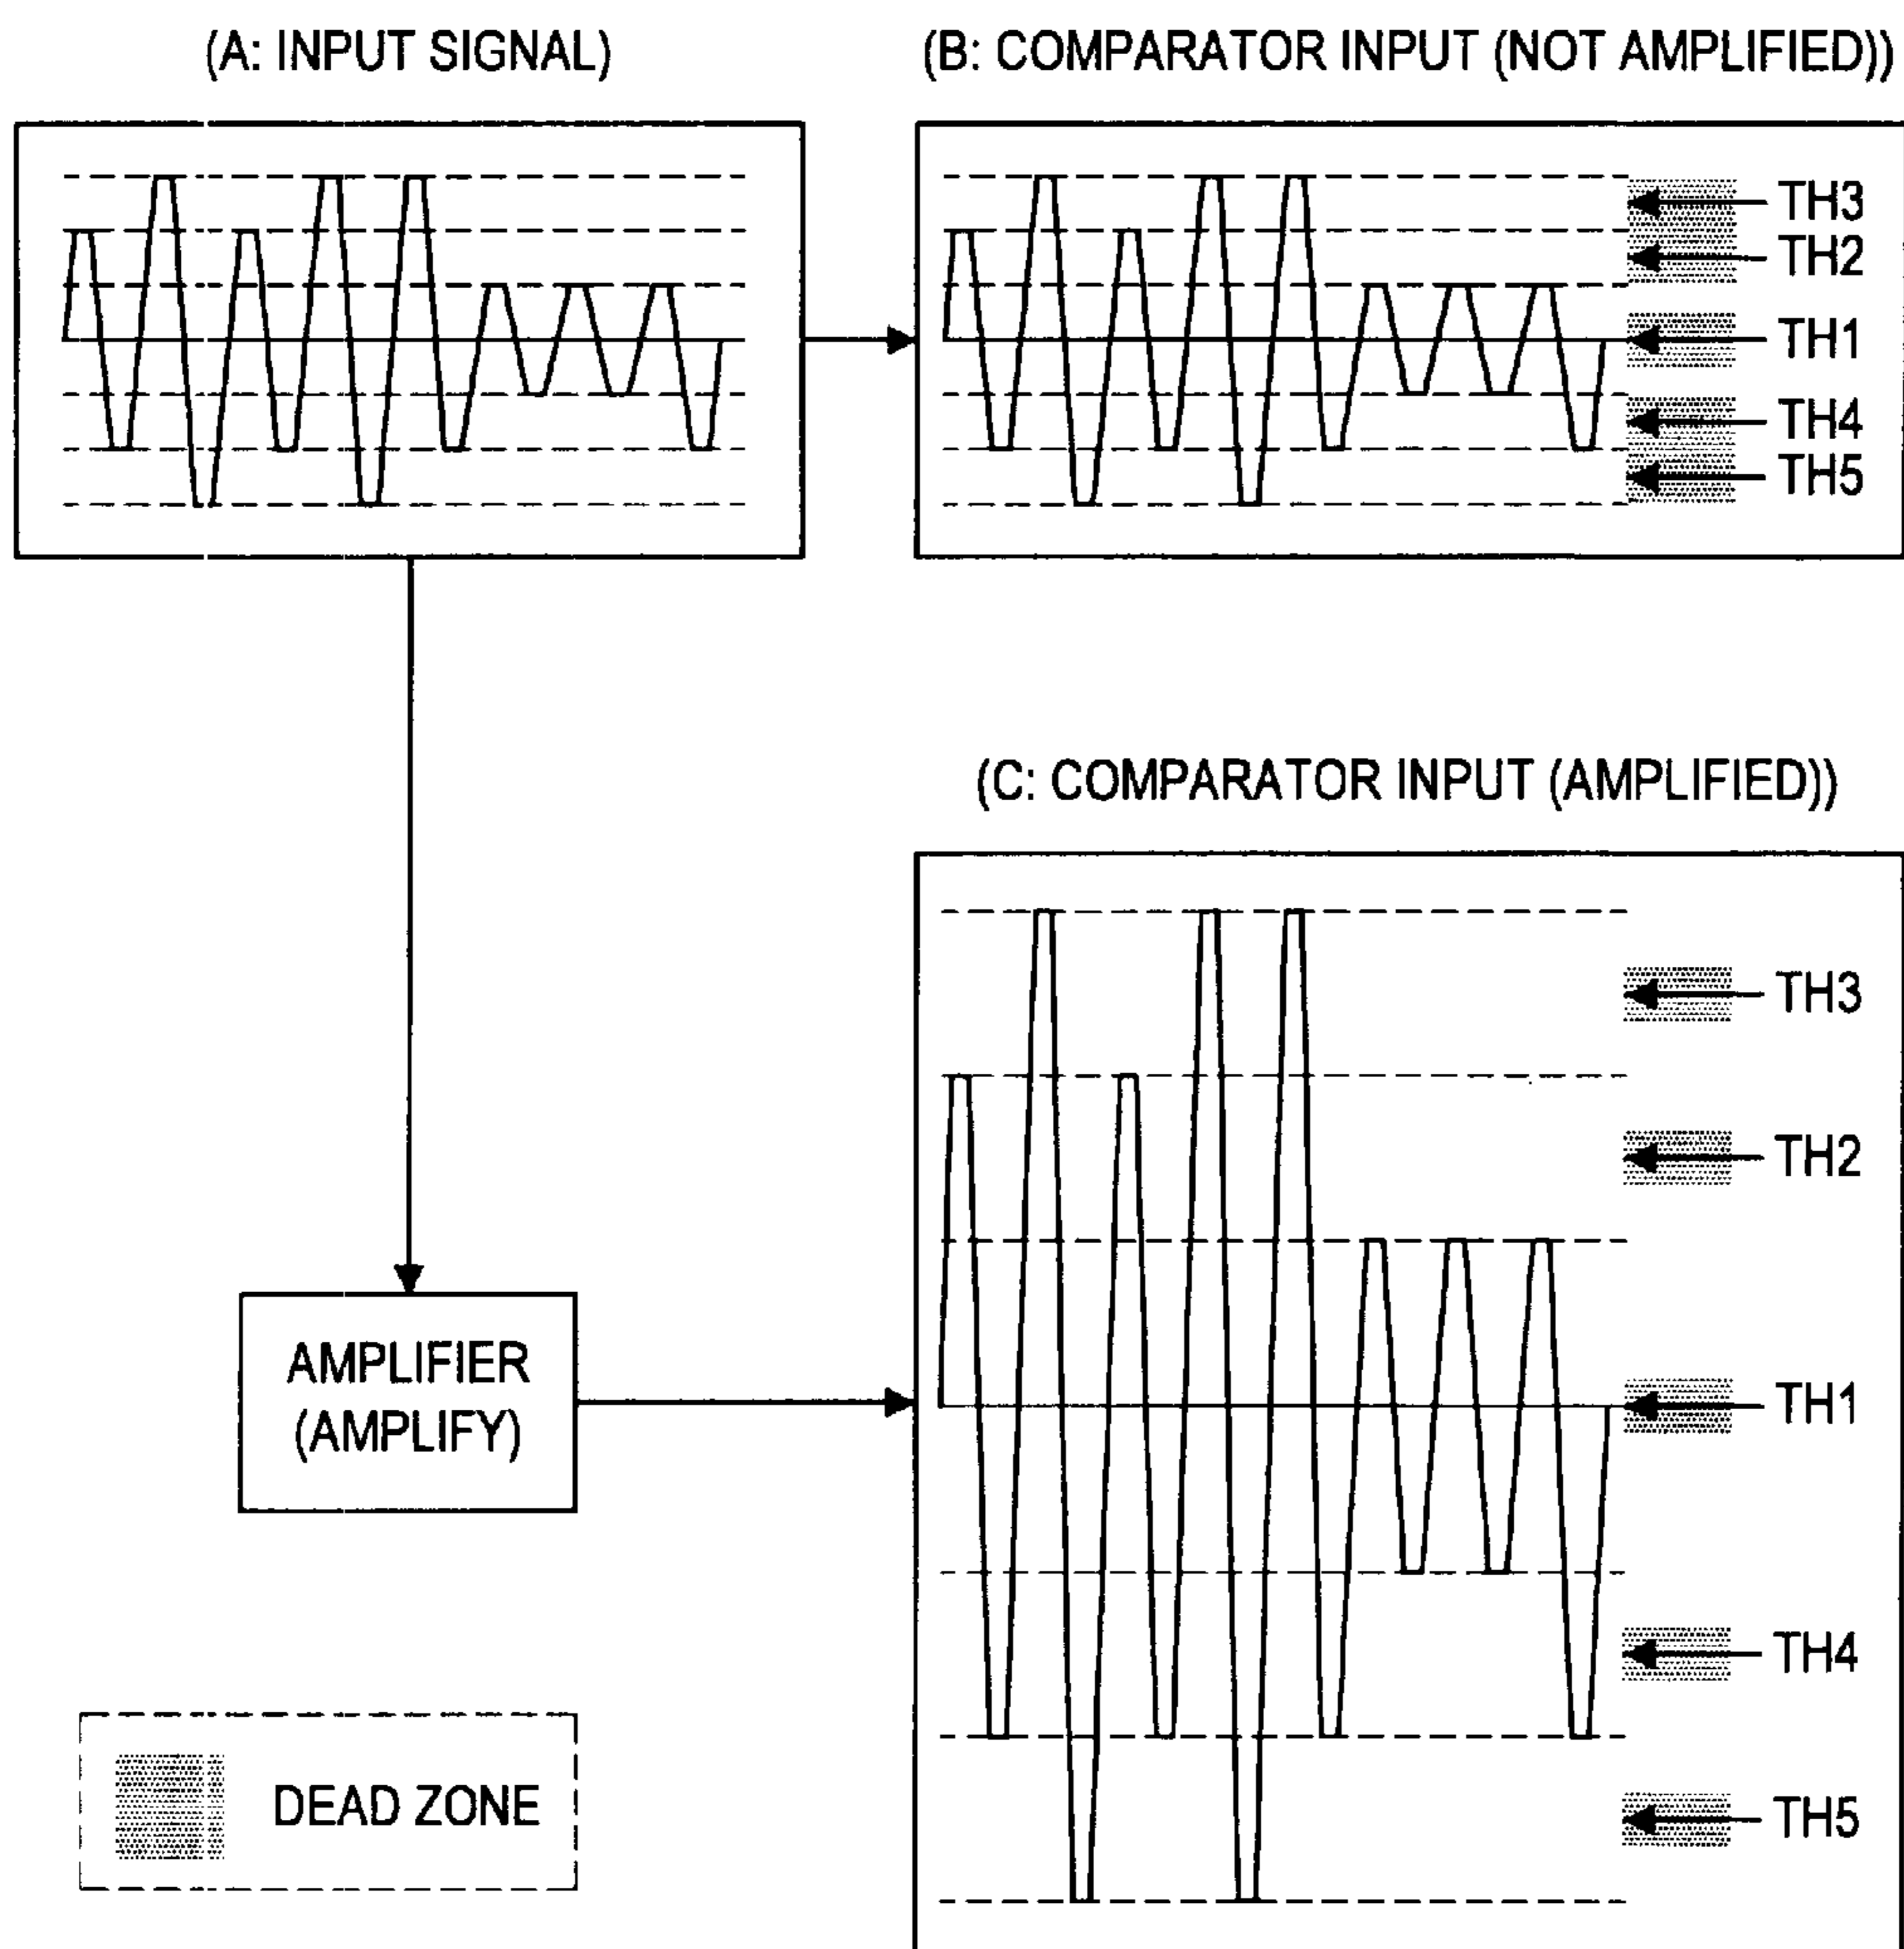 (A: INPUT SIGNAL)
(B: COMPARATOR INPUT (NOT AMPLIFIED))
TH3
TH2
TH1
TH4
TH5
(C: COMPARATOR INPUT (AMPLIFIED))
TH3
TH2
TH1
TH4
TH5
AMPLIFIER
(AMPLIFY)
DEAD ZONE